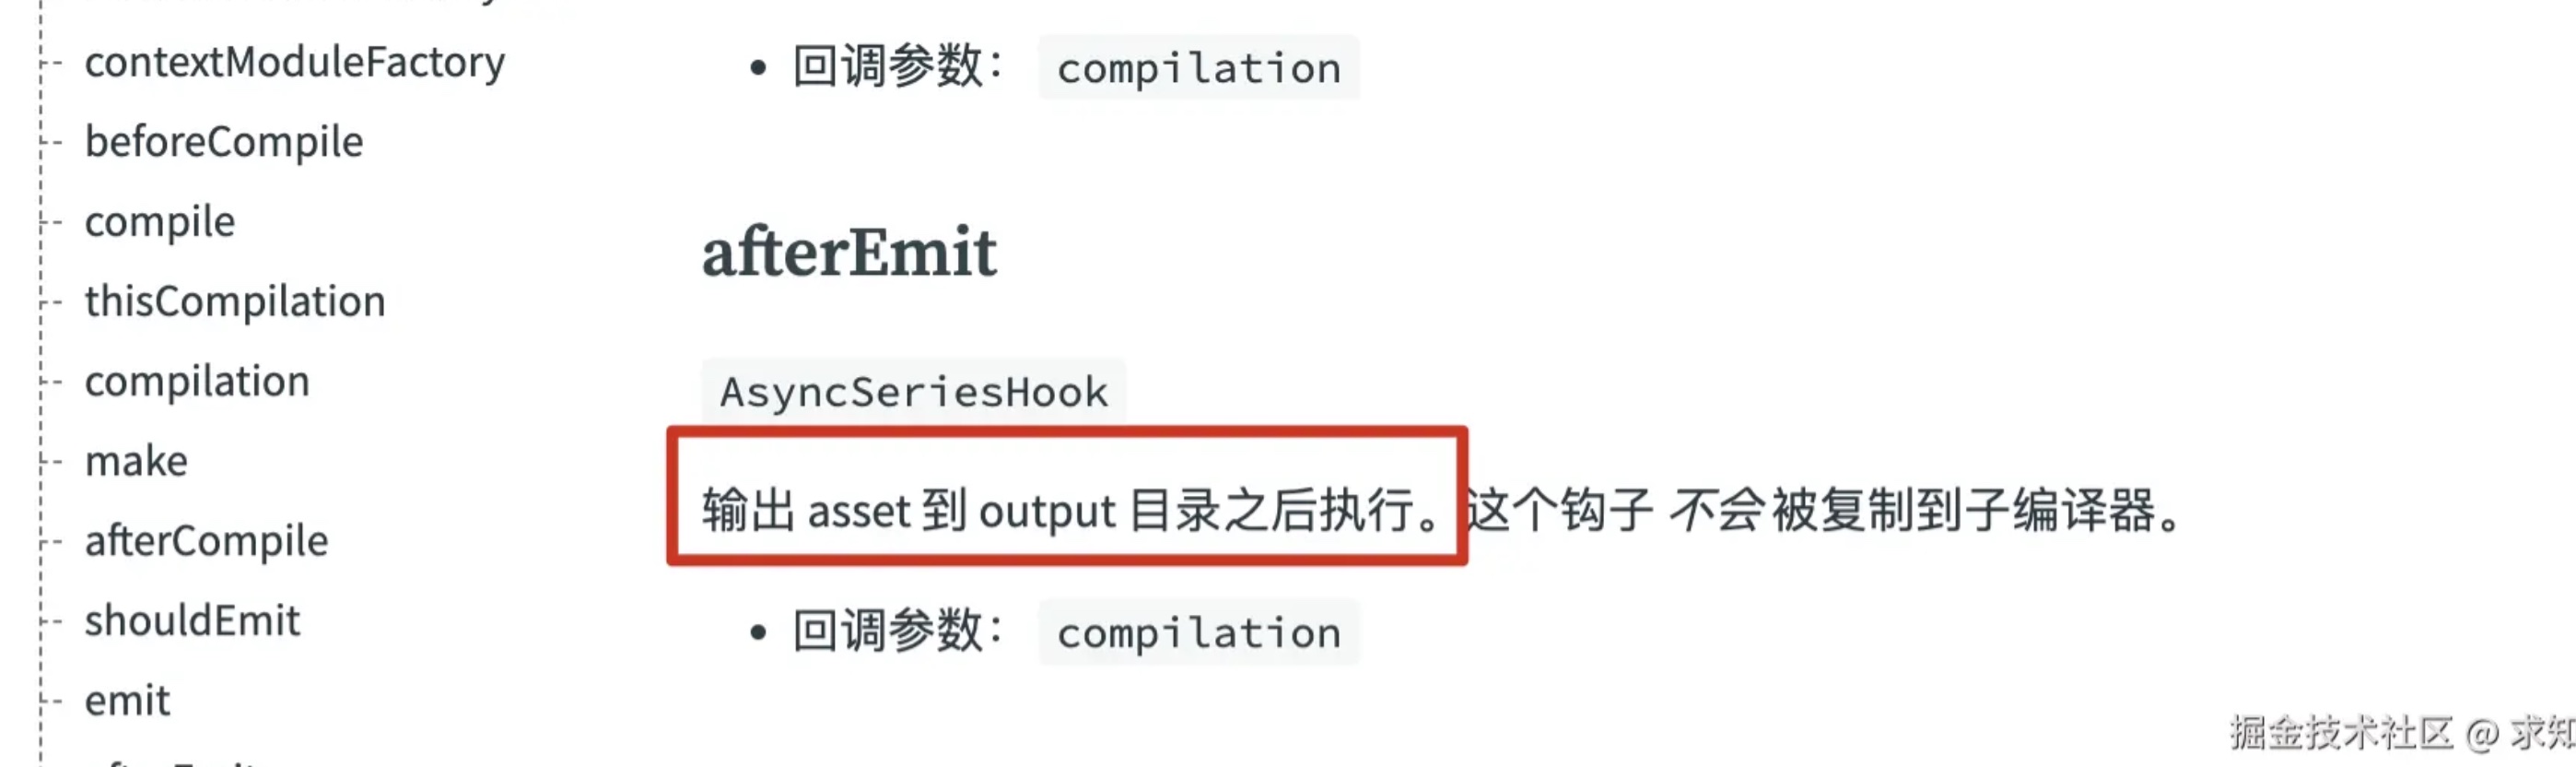 contextModuleFactory
beforeCompile
compile
thisCompilation
compilation
make
afterCompile
shouldEmit
emit
• 回调参数： compilation
afterEmit
AsyncSeriesHook
输出 asset 到 output 目录之后执行。这个钩子 不会被复制到子编译器。
• 回调参数： compilation
掘金技术社区 @ 求知